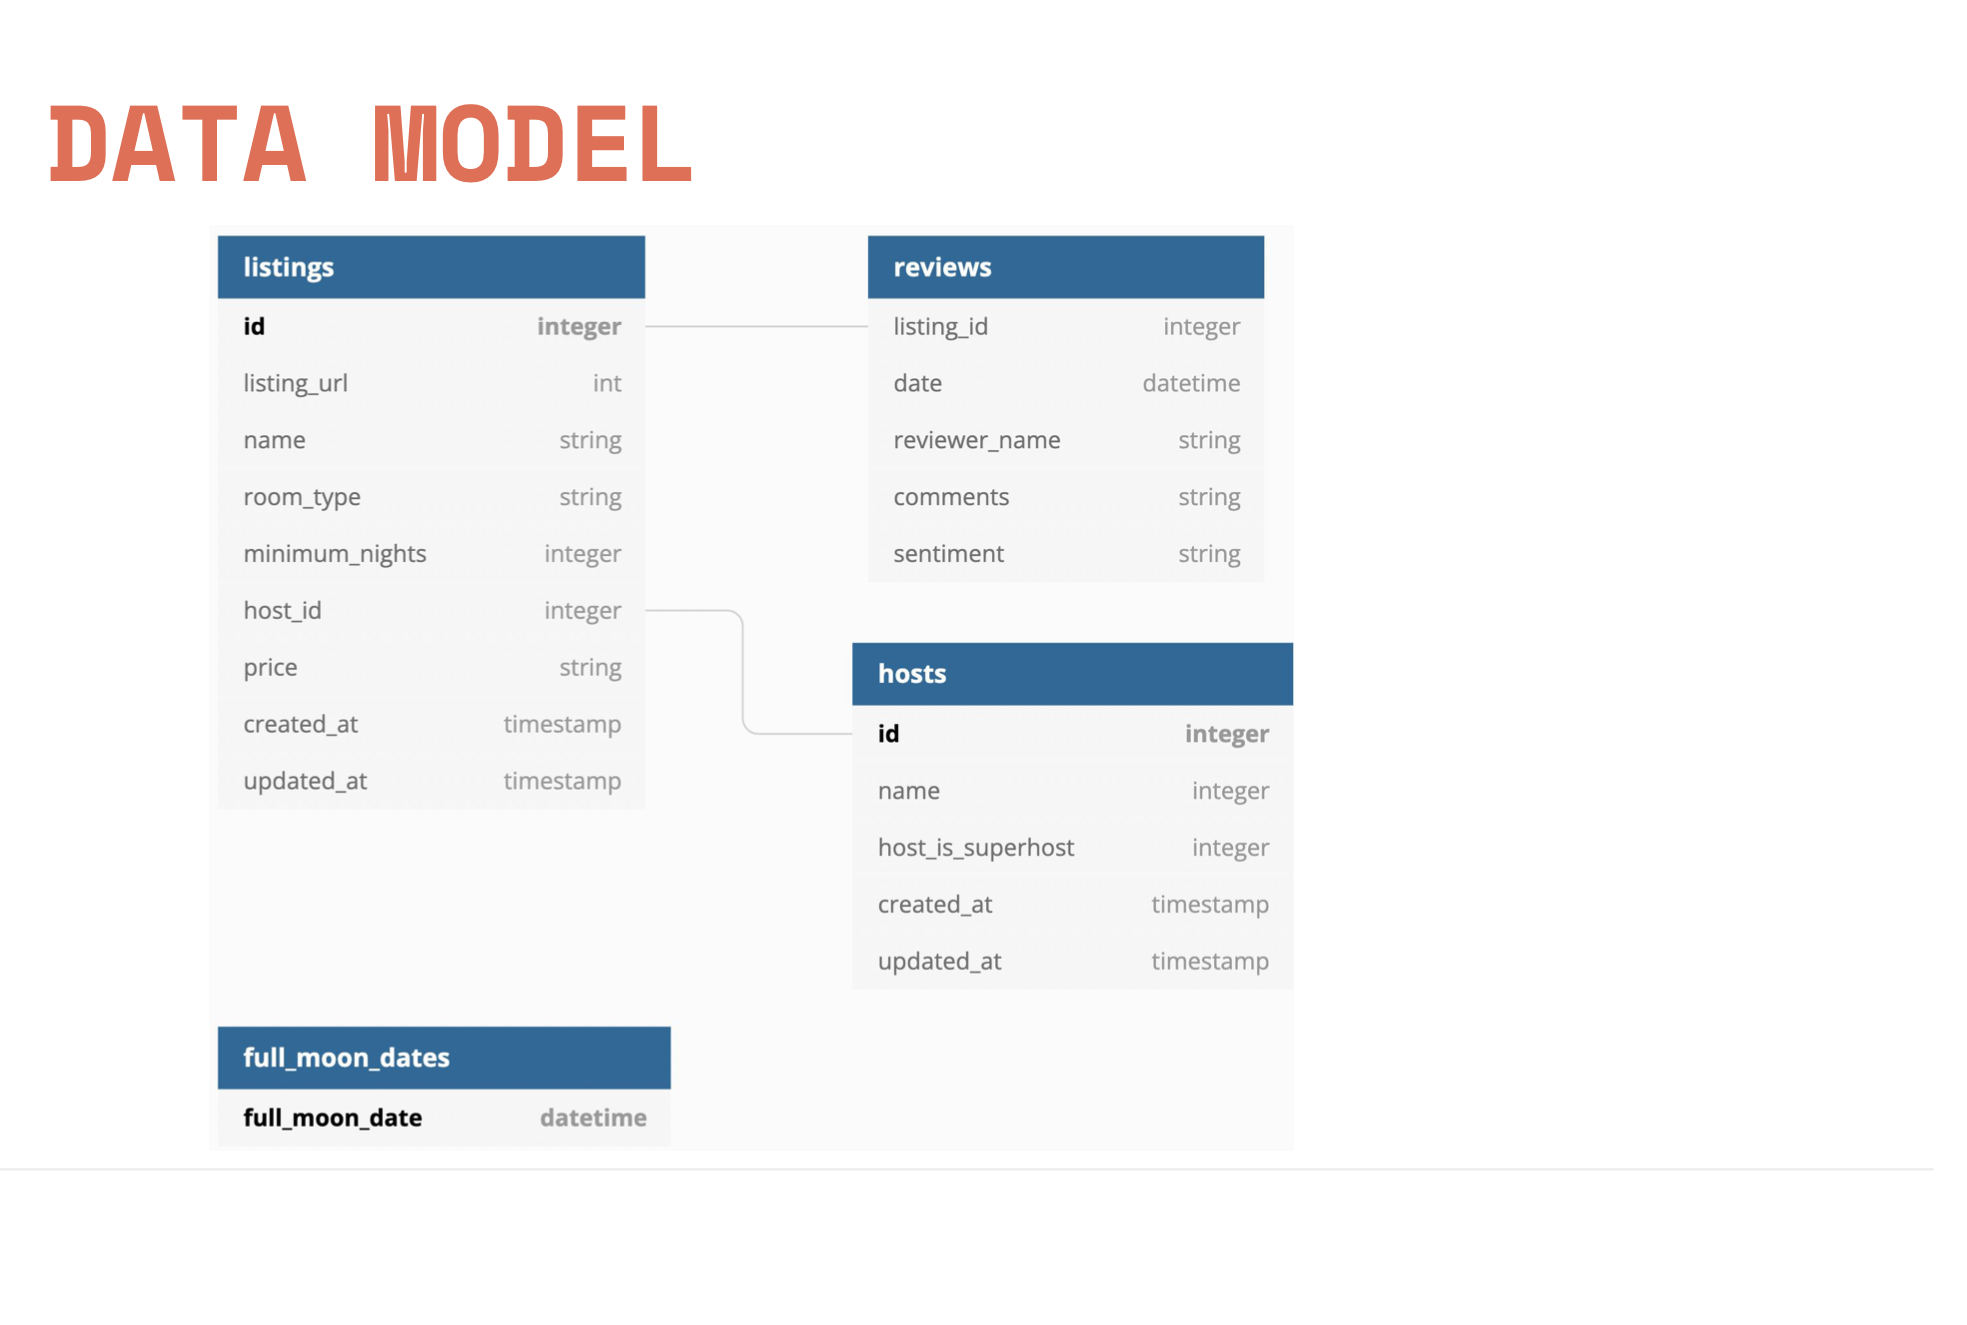 DATA MODEL
listings
id integer
listing_url int
name string
room_type string
minimum_nights integer
host_id integer
price string
created_at timestamp
updated_at timestamp
reviews
listing_id integer
date datetime
reviewer_name string
comments string
sentiment string
hosts
id integer
name integer
host_is_superhost integer
created_at timestamp
updated_at timestamp
full_moon_dates
full_moon_date datetime